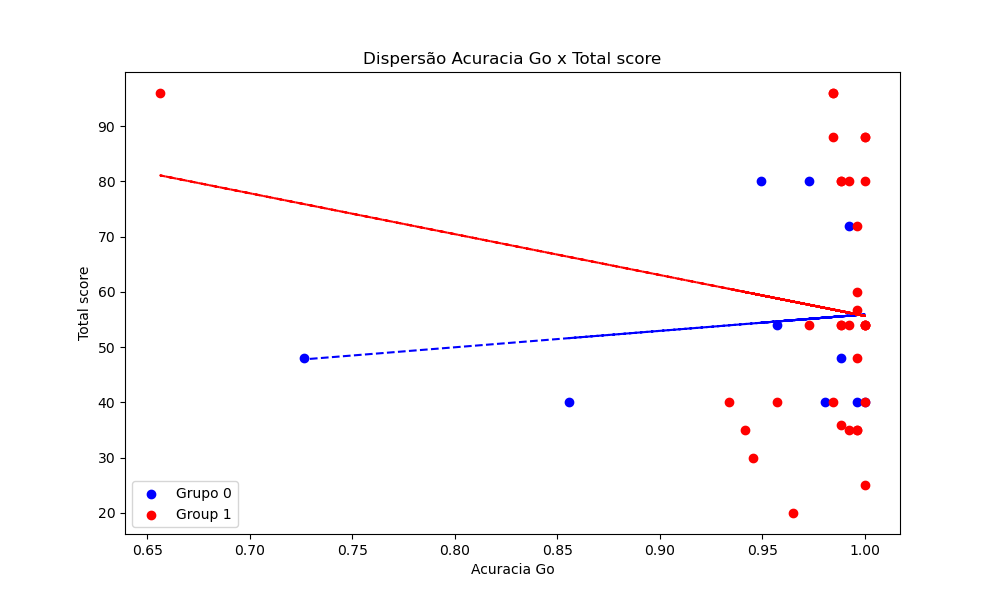 Dispersão Acuracia Go x Total score
Total score
90
80
70
60
50
40
30
20
Grupo 0
Group 1
0.65 0.70 0.75 0.80 0.85 0.90 0.95 1.00
Acuracia Go